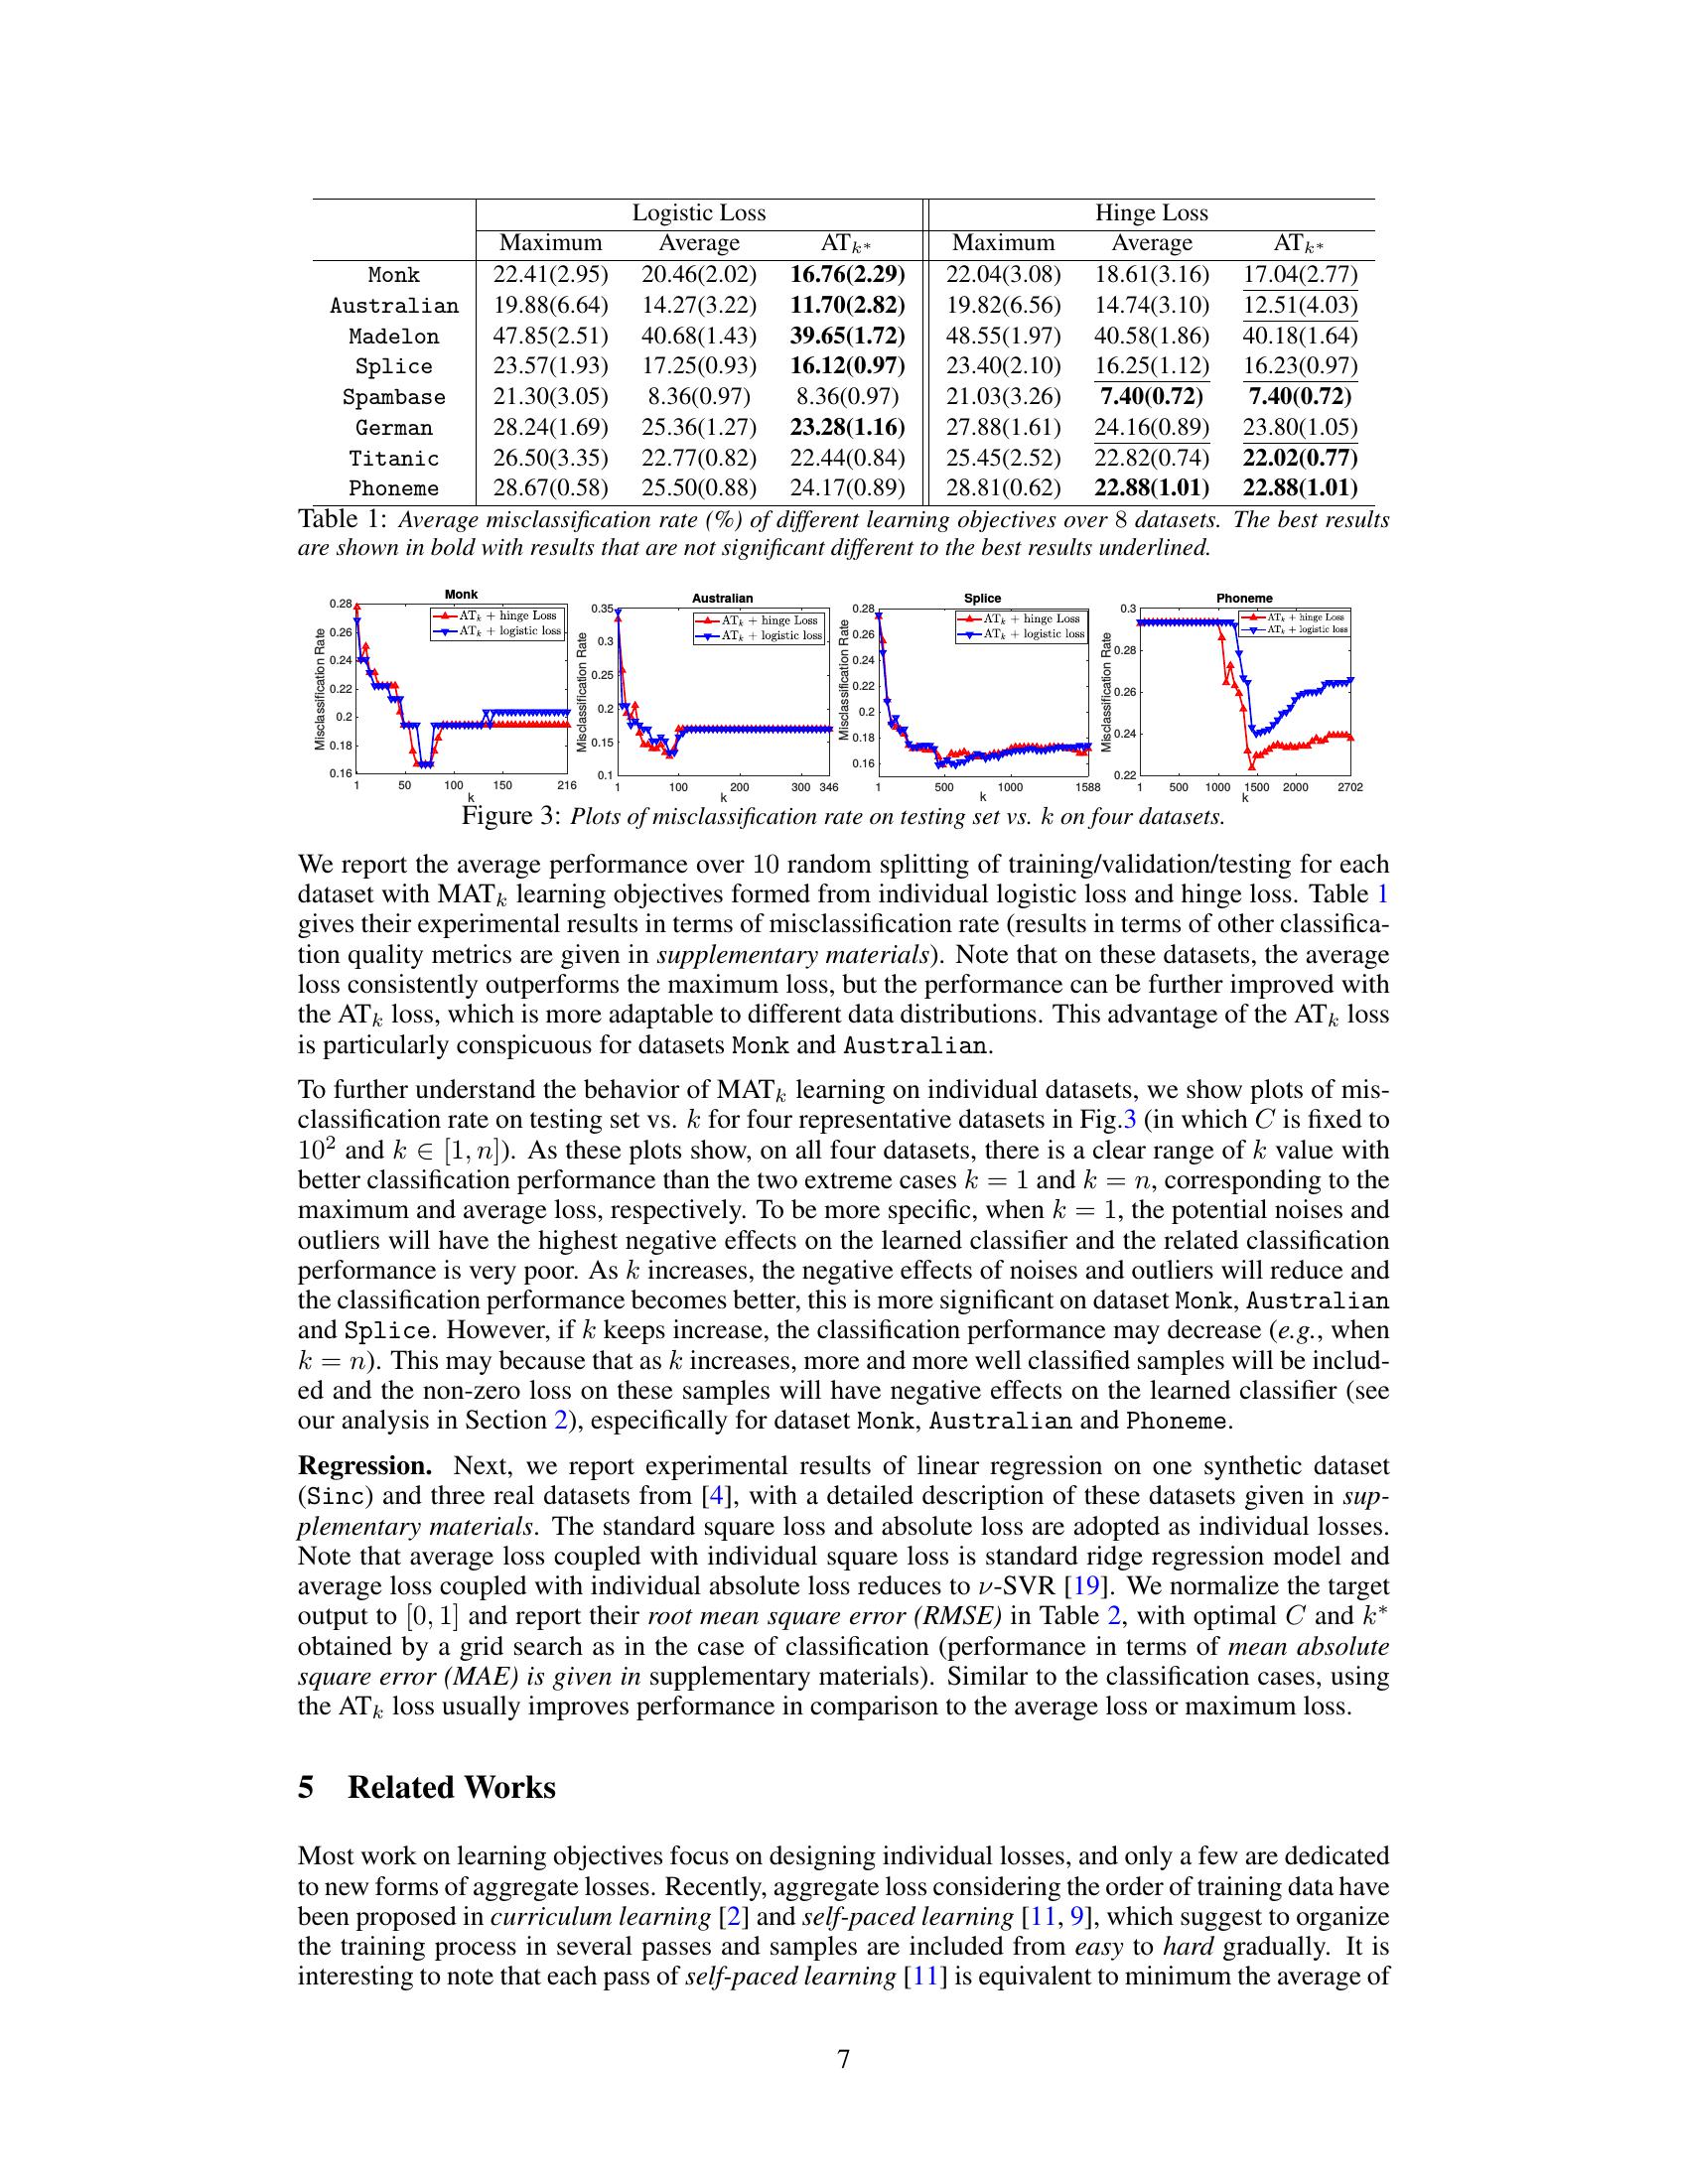 Logistic Loss Hinge Loss
Maximum Average ATk* Maximum Average ATk*
Monk 22.41(2.95) 20.46(2.02) 16.76(2.29) 22.04(3.08) 18.61(3.16) 17.04(2.77)
Australian 19.88(6.64) 14.27(3.22) 11.70(2.82) 19.82(6.56) 14.74(3.10) 12.51(4.03)
Madelon 47.85(2.51) 40.68(1.43) 39.65(1.72) 48.55(1.97) 40.58(1.86) 40.18(1.64)
Splice 23.57(1.93) 17.25(0.93) 16.12(0.97) 23.40(2.10) 16.25(1.12) 16.23(0.97)
Spambase 21.30(3.05) 8.36(0.97) 8.36(0.97) 21.03(3.26) 7.40(0.72) 7.40(0.72)
German 28.24(1.69) 25.36(1.27) 23.28(1.16) 27.88(1.61) 24.16(0.89) 23.80(1.05)
Titanic 26.50(3.35) 22.77(0.82) 22.44(0.84) 25.45(2.52) 22.82(0.74) 22.02(0.77)
Phoneme 28.67(0.58) 25.50(0.88) 24.17(0.89) 28.81(0.62) 22.88(1.01) 22.88(1.01)
Table 1: Average misclassification rate (%) of different learning objectives over 8 datasets. The best results
are shown in bold with results that are not significant different to the best results underlined.
Monk
Misclassification Rate
0.28
0.26
0.24
0.22
0.2
0.18
0.16
ATk + hinge Loss
ATk + logistic loss
1 50 100 150 216
k
Australian
Misclassification Rate
0.35
0.3
0.25
0.2
0.15
0.1
ATk + hinge Loss
ATk + logistic loss
1 100 200 300 346
k
Splice
Misclassification Rate
0.28
0.26
0.24
0.22
0.2
0.18
0.16
ATk + hinge Loss
ATk + logistic loss
1 500 1000 1588
k
Phoneme
Misclassification Rate
0.3
0.28
0.26
0.24
0.22
ATk + hinge Loss
ATk + logistic loss
1 500 1000 1500 2000 2702
k
Figure 3: Plots of misclassification rate on testing set vs. k on four datasets.
We report the average performance over 10 random splitting of training/validation/testing for each
dataset with MATk learning objectives formed from individual logistic loss and hinge loss. Table 1
gives their experimental results in terms of misclassification rate (results in terms of other classifica-
tion quality metrics are given in supplementary materials). Note that on these datasets, the average
loss consistently outperforms the maximum loss, but the performance can be further improved with
the ATk loss, which is more adaptable to different data distributions. This advantage of the ATk loss
is particularly conspicuous for datasets Monk and Australian.
To further understand the behavior of MATk learning on individual datasets, we show plots of mis-
classification rate on testing set vs. k for four representative datasets in Fig.3 (in which C is fixed to
10² and k ∈ [1, n]). As these plots show, on all four datasets, there is a clear range of k value with
better classification performance than the two extreme cases k = 1 and k = n, corresponding to the
maximum and average loss, respectively. To be more specific, when k = 1, the potential noises and
outliers will have the highest negative effects on the learned classifier and the related classification
performance is very poor. As k increases, the negative effects of noises and outliers will reduce and
the classification performance becomes better, this is more significant on dataset Monk, Australian
and Splice. However, if k keeps increase, the classification performance may decrease (e.g., when
k = n). This may because that as k increases, more and more well classified samples will be includ-
ed and the non-zero loss on these samples will have negative effects on the learned classifier (see
our analysis in Section 2), especially for dataset Monk, Australian and Phoneme.
Regression. Next, we report experimental results of linear regression on one synthetic dataset
(Sinc) and three real datasets from [4], with a detailed description of these datasets given in sup-
plementary materials. The standard square loss and absolute loss are adopted as individual losses.
Note that average loss coupled with individual square loss is standard ridge regression model and
average loss coupled with individual absolute loss reduces to ν-SVR [19]. We normalize the target
output to [0, 1] and report their root mean square error (RMSE) in Table 2, with optimal C and k*
obtained by a grid search as in the case of classification (performance in terms of mean absolute
square error (MAE) is given in supplementary materials). Similar to the classification cases, using
the ATk loss usually improves performance in comparison to the average loss or maximum loss.
5 Related Works
Most work on learning objectives focus on designing individual losses, and only a few are dedicated
to new forms of aggregate losses. Recently, aggregate loss considering the order of training data have
been proposed in curriculum learning [2] and self-paced learning [11, 9], which suggest to organize
the training process in several passes and samples are included from easy to hard gradually. It is
interesting to note that each pass of self-paced learning [11] is equivalent to minimum the average of
7